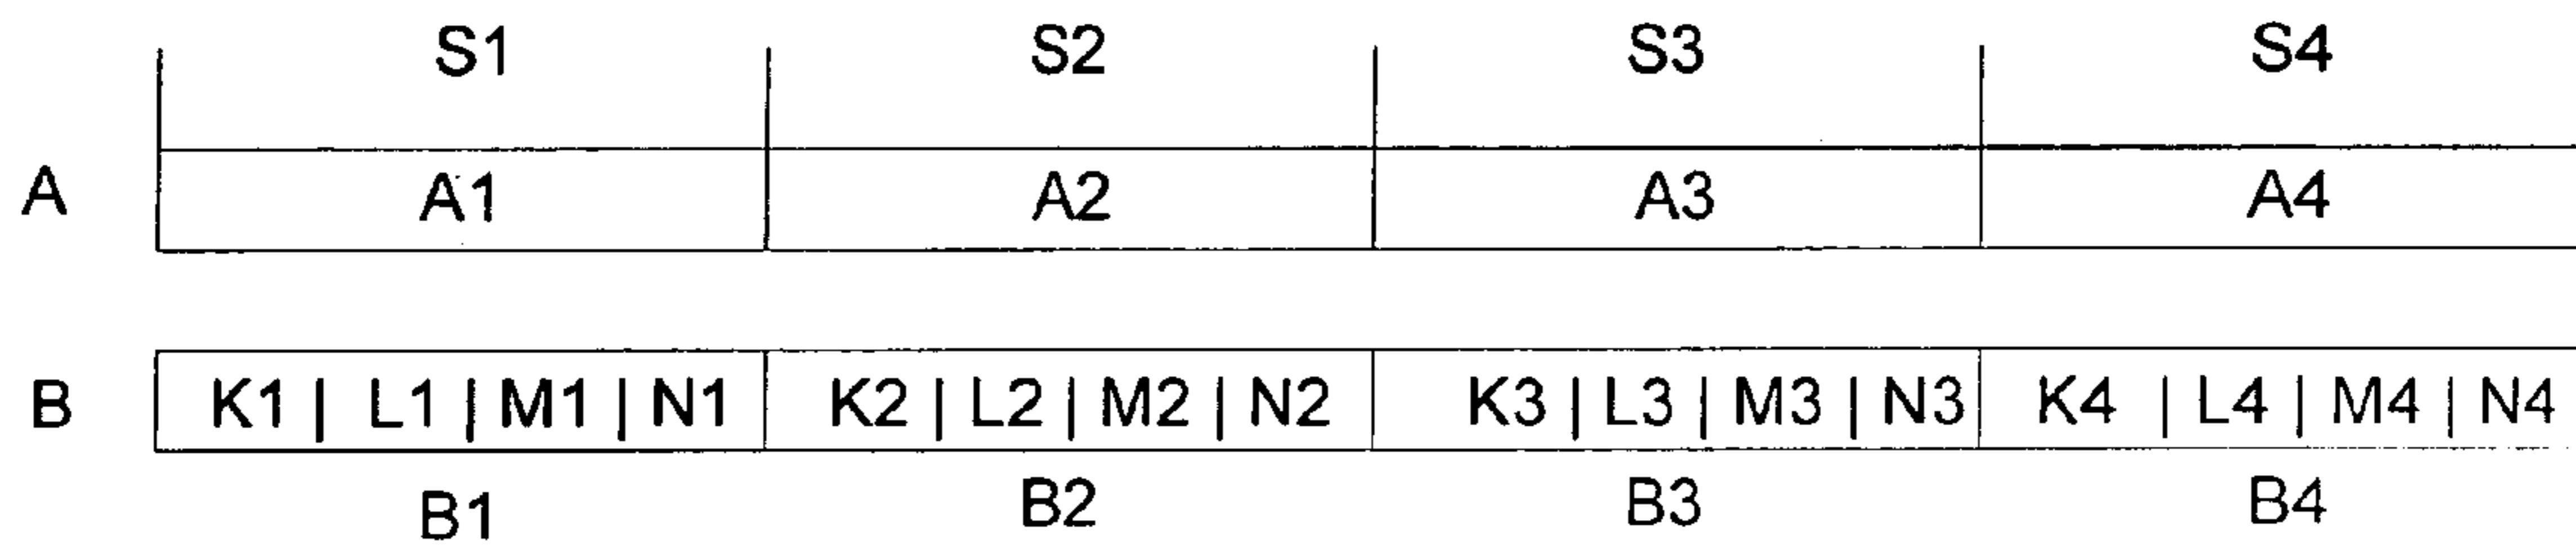 S1 S2 S3 S4
A A1 A2 A3 A4
B K1 | L1 | M1 | N1 K2 | L2 | M2 | N2 K3 | L3 | M3 | N3 K4 | L4 | M4 | N4
B1 B2 B3 B4